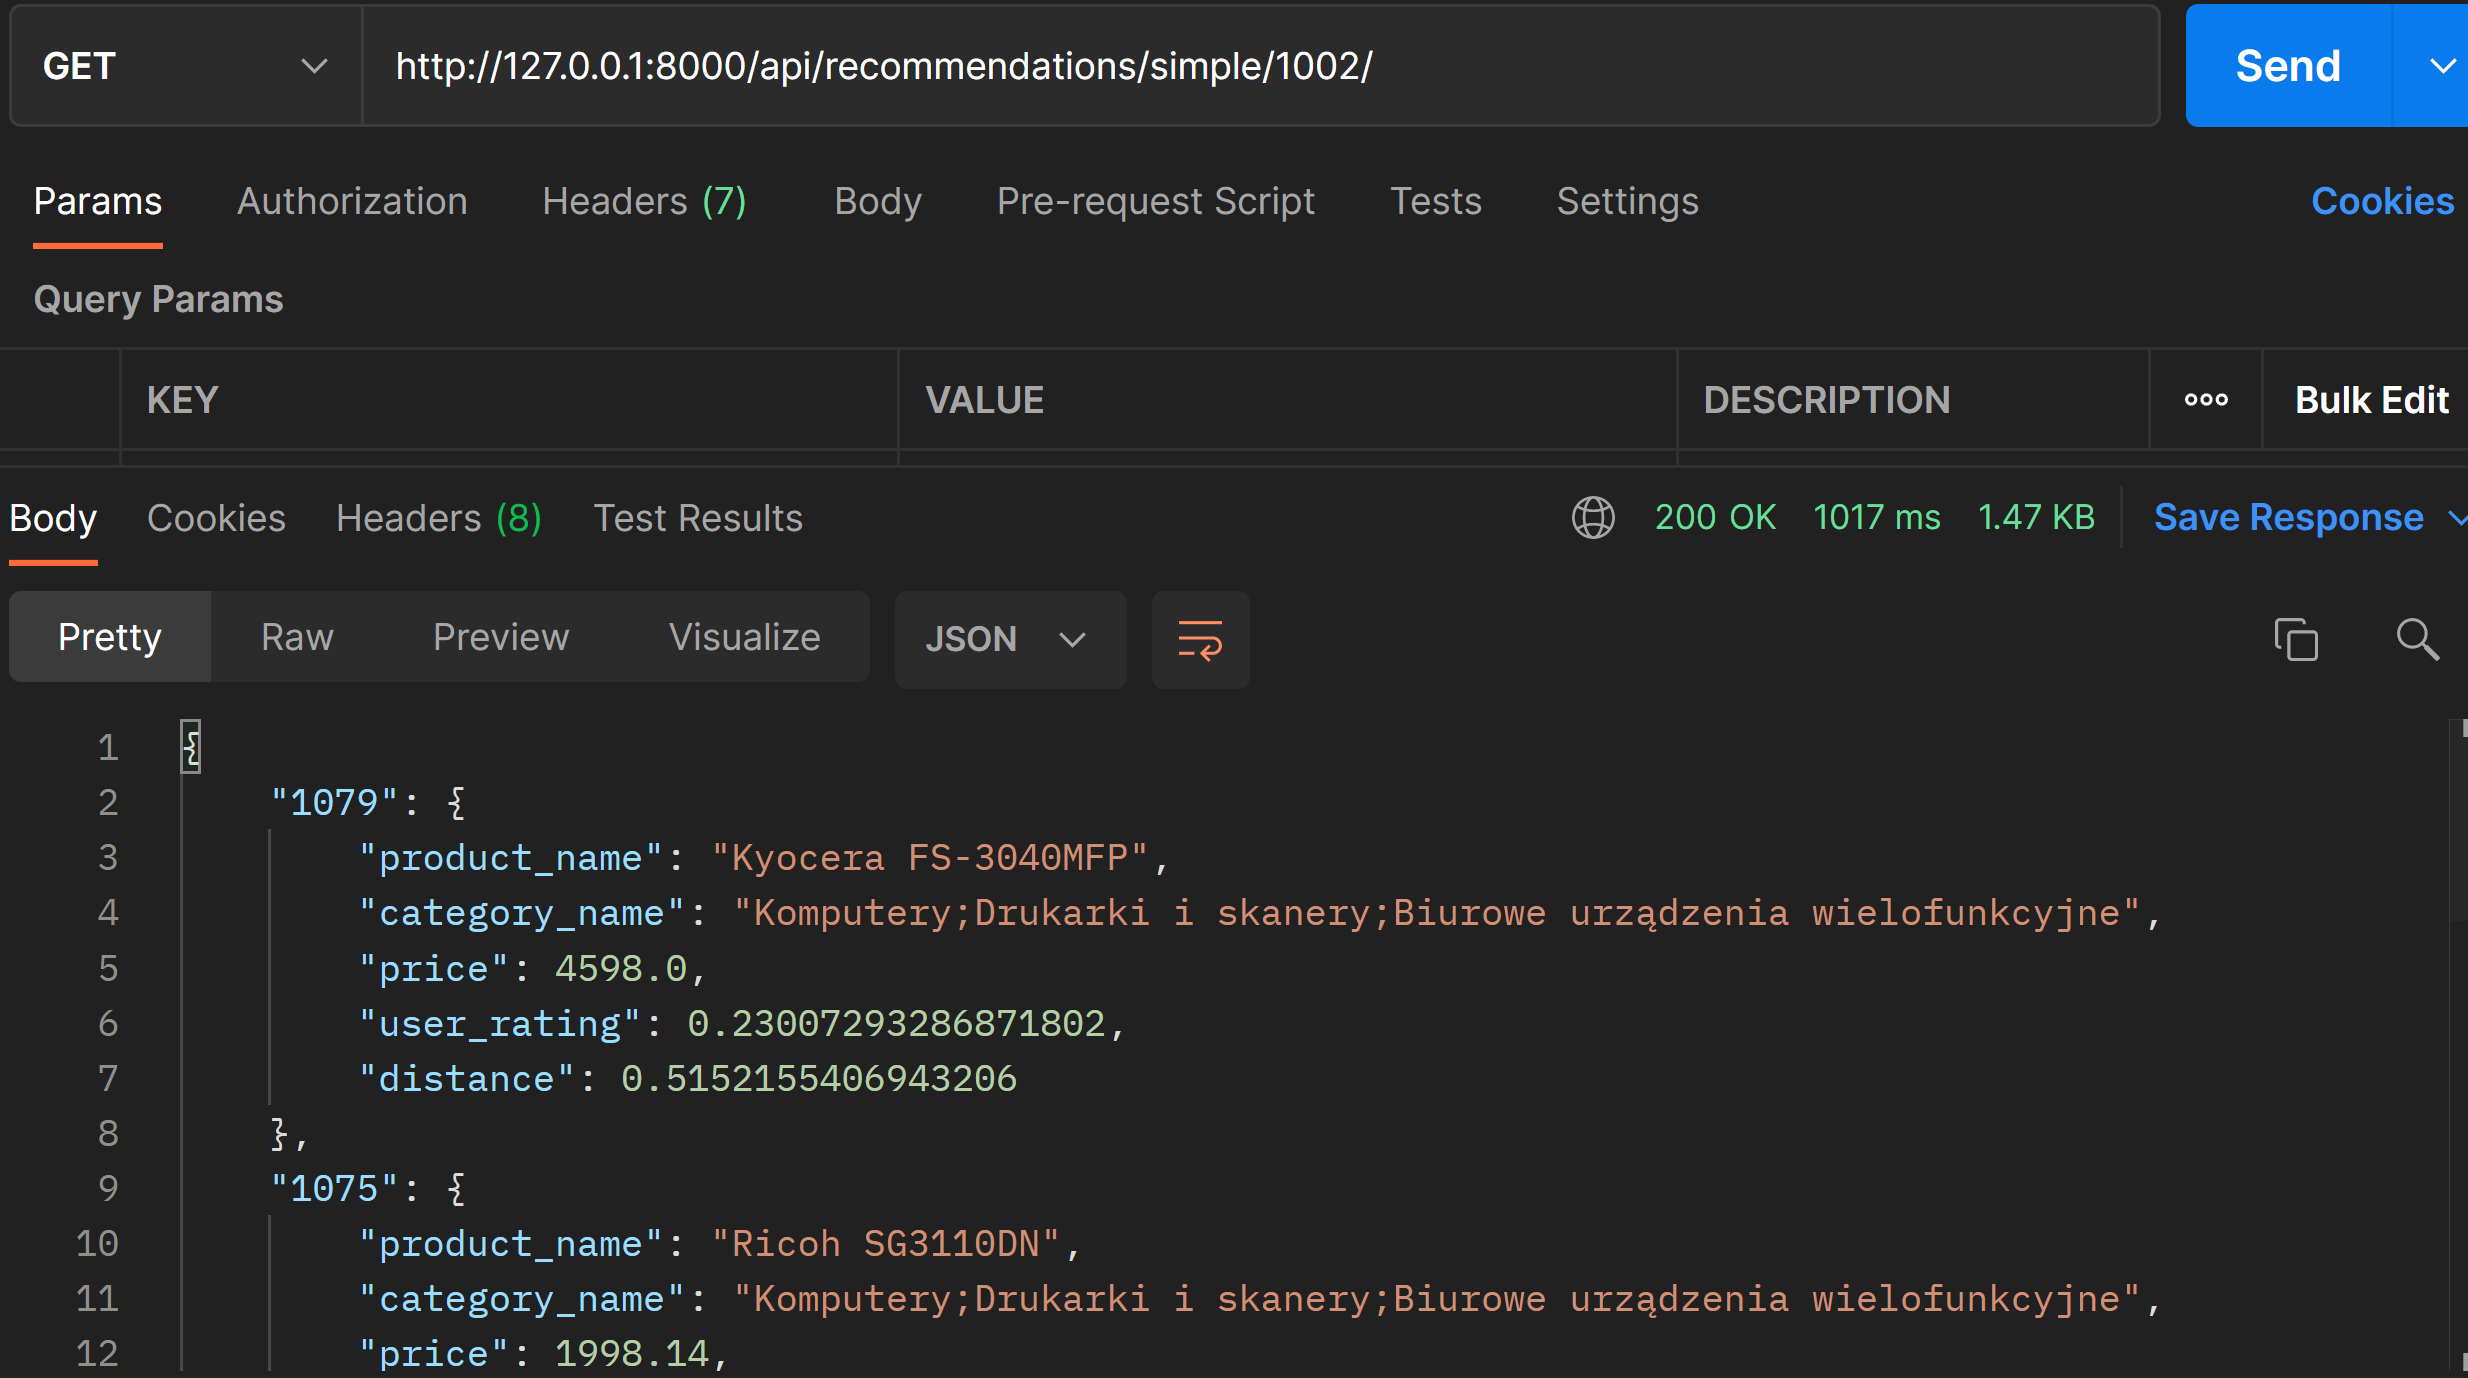 GET http://127.0.0.1:8000/api/recommendations/simple/1002/ Send
Params Authorization Headers (7) Body Pre-request Script Tests Settings Cookies
Query Params
KEY VALUE DESCRIPTION ooo Bulk Edit
Body Cookies Headers (8) Test Results 200 OK 1017 ms 1.47 KB Save Response
Pretty Raw Preview Visualize JSON
1 {
2 "1079": {
3 "product_name": "Kyocera FS-3040MFP",
4 "category_name": "Komputery;Drukarki i skanery;Biurowe urządzenia wielofunkcyjne",
5 "price": 4598.0,
6 "user_rating": 0.23007293286871802,
7 "distance": 0.5152155406943206
8 },
9 "1075": {
10 "product_name": "Ricoh SG3110DN",
11 "category_name": "Komputery;Drukarki i skanery;Biurowe urządzenia wielofunkcyjne",
12 "price": 1998.14,